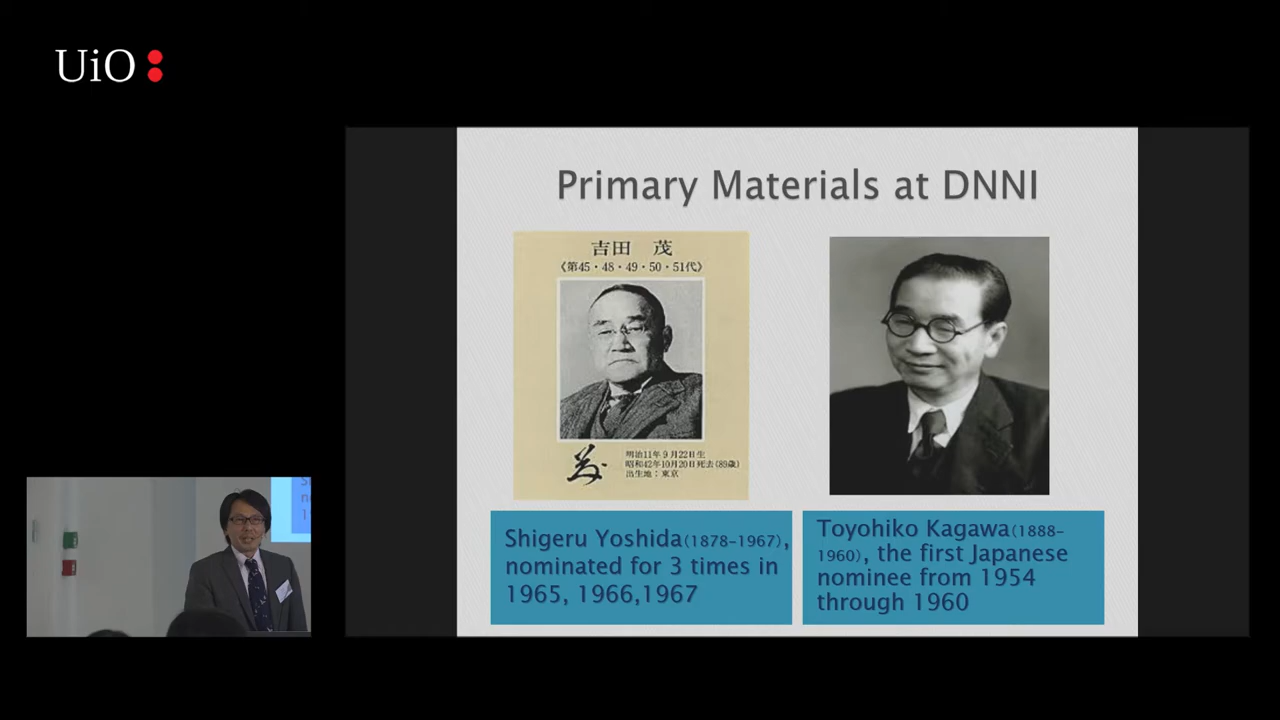 UiO:
Primary Materials at DNNI
吉田 茂
《第45・48・49・50・51代》
明治11年9月22日生
昭和42年10月20日死去(89歳)
出生地：東京
Shigeru Yoshida(1878-1967),
nominated for 3 times in
1965, 1966,1967
Toyohiko Kagawa(1888-
1960), the first Japanese
nominee from 1954
through 1960